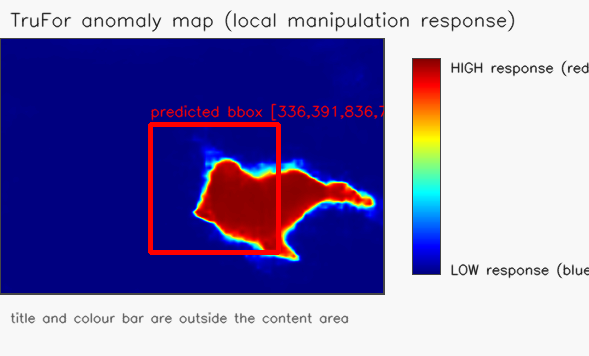 TruFor anomaly map (local manipulation response)
HIGH response (red
predicted bbox [336,391,836,7
LOW response (blue
title and colour bar are outside the content area